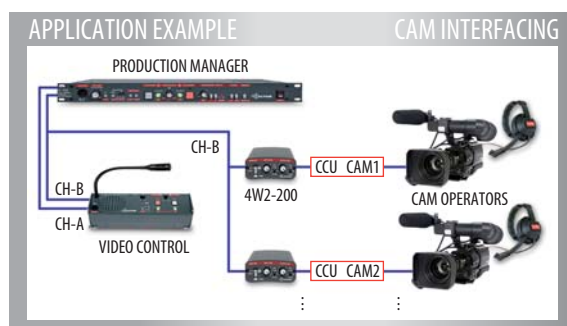 APPLICATION EXAMPLE CAM INTERFACING
PRODUCTION MANAGER
CH-B
CCU CAM1
4W2-200
CAM OPERATORS
CH-B
CH-A
VIDEO CONTROL
CCU CAM2